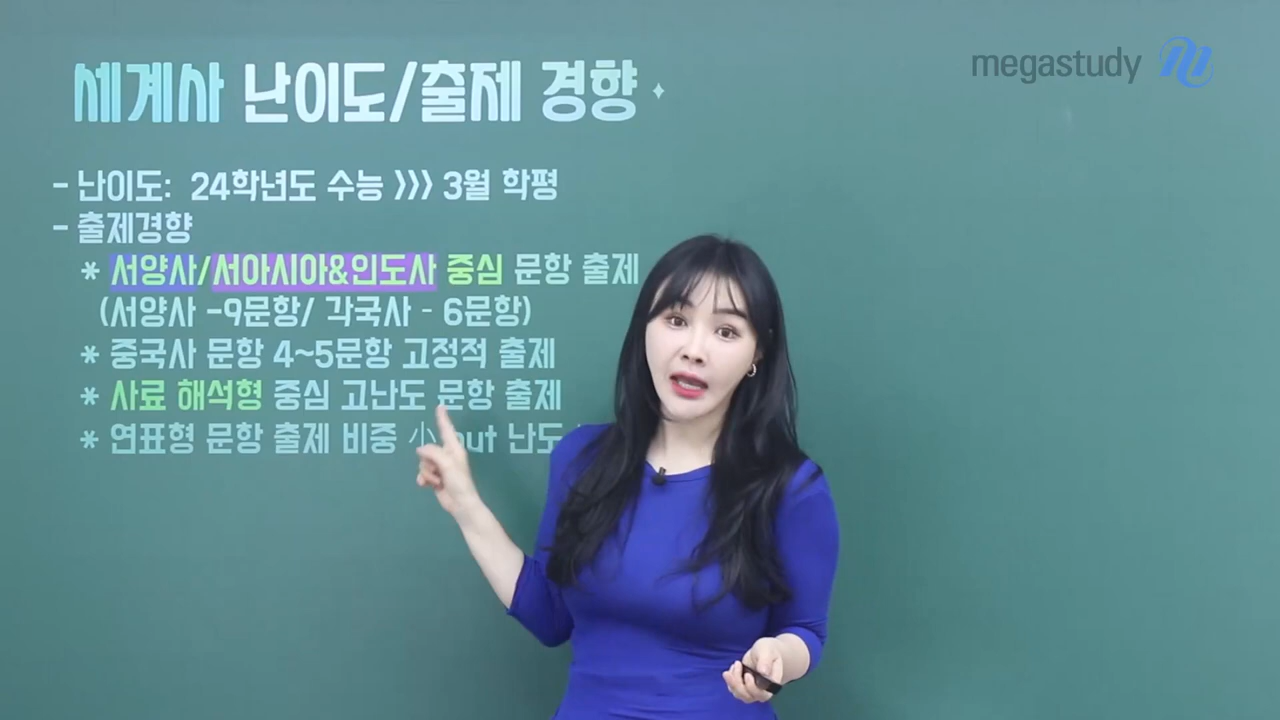 megastudy
세계사 난이도/출제 경향
- 난이도: 24학년도 수능 >>> 3월 학평
- 출제경향
* 서양사/서아시아&인도사 중심 문항 출제
(서양사 -9문항/ 각국사 - 6문항)
* 중국사 문항 4~5문항 고정적 출제
* 사료 해석형 중심 고난도 문항 출제
* 연표형 문항 출제 비중 小 but 난도